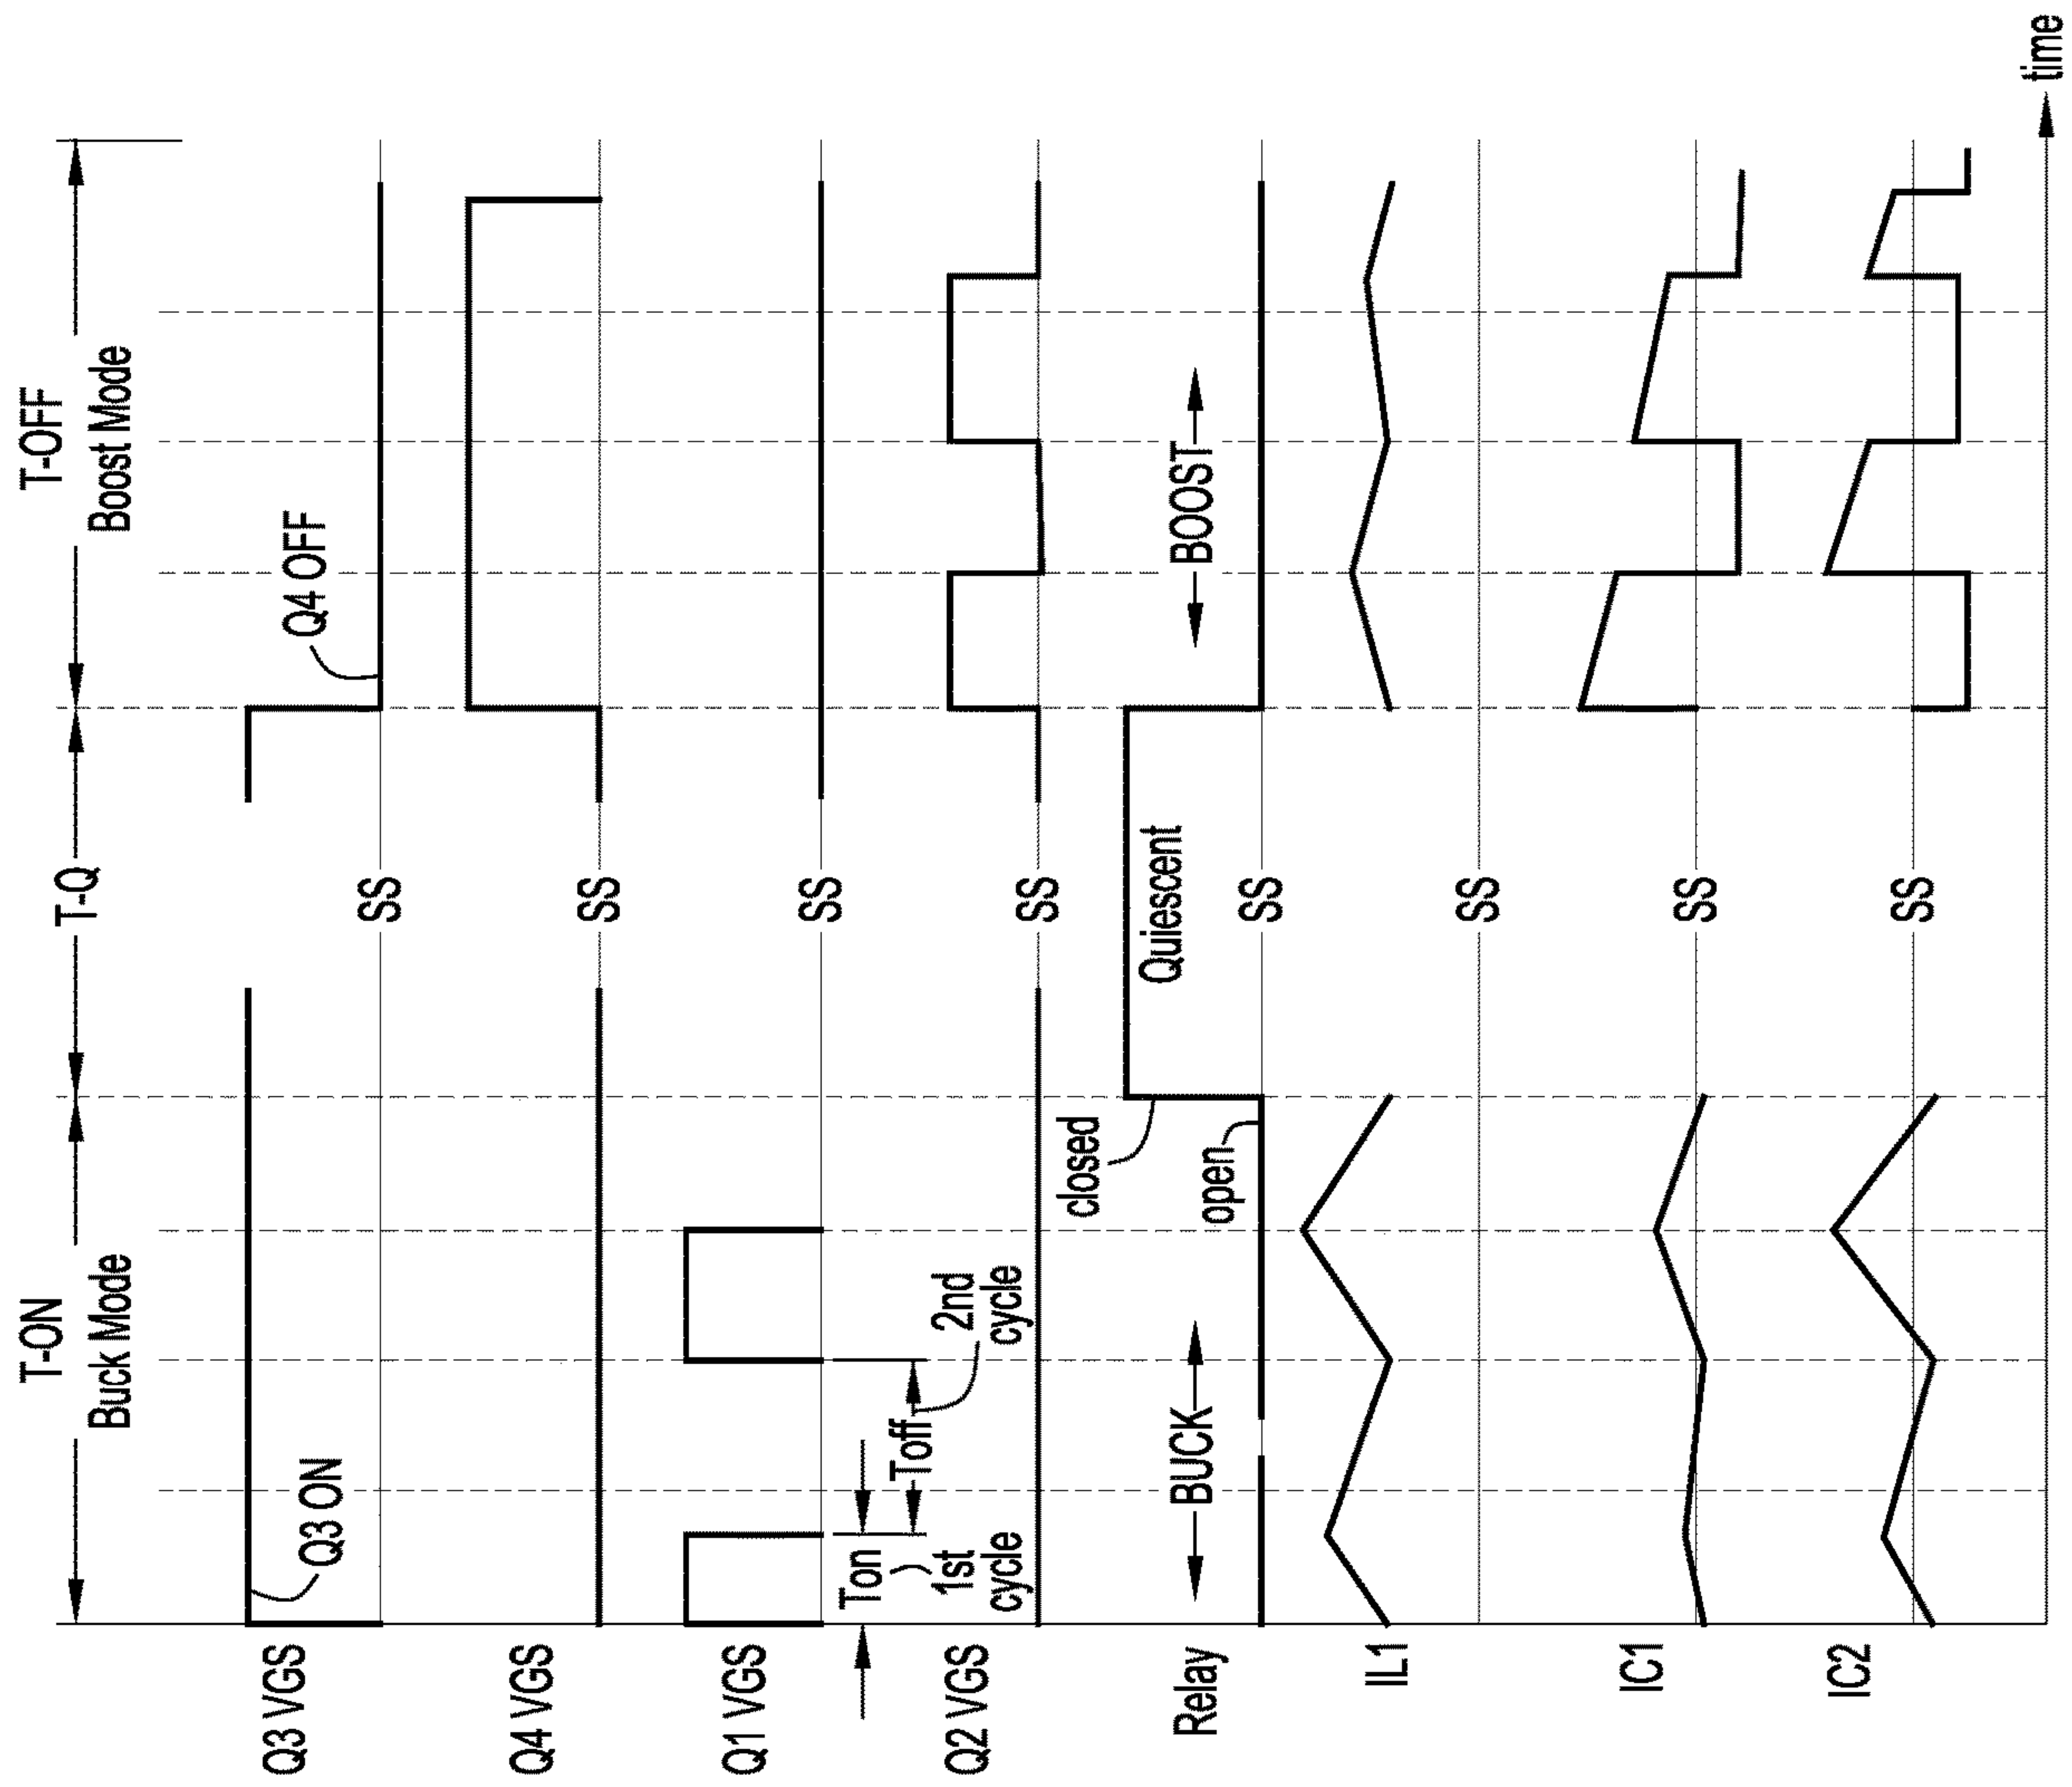 T-ON
Buck Mode
T-Q
T-OFF
Boost Mode
Q3 VGS
Q3 ON
SS
Q4 OFF
Q4 VGS
SS
Q1 VGS
SS
Ton
1st
cycle
Toff
2nd
cycle
Q2 VGS
SS
Relay
BUCK
open
closed
Quiescent
BOOST
SS
IL1
SS
IC1
SS
IC2
SS
time